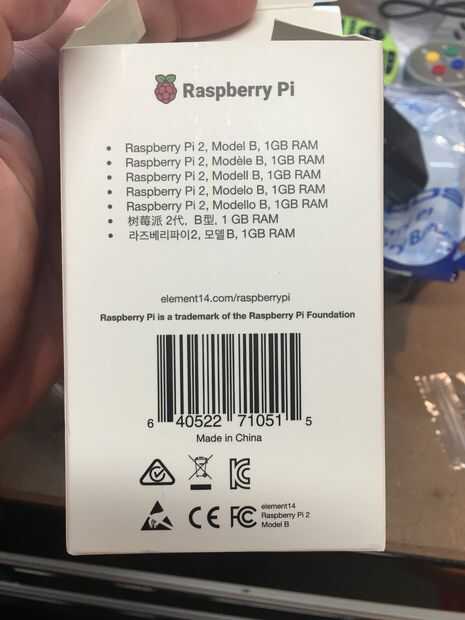 Raspberry Pi
• Raspberry Pi 2, Model B, 1GB RAM
• Raspberry Pi 2, Modèle B, 1GB RAM
• Raspberry Pi 2, Modell B, 1GB RAM
• Raspberry Pi 2, Modelo B, 1GB RAM
• Raspberry Pi 2, Modello B, 1GB RAM
• 树莓派 2代, B型, 1 GB RAM
• 라즈베리파이2, 모델B, 1GB RAM
element14.com/raspberrypi
Raspberry Pi is a trademark of the Raspberry Pi Foundation
6 40522 71051 5
Made in China
CE FC element14
Raspberry Pi 2
Model B